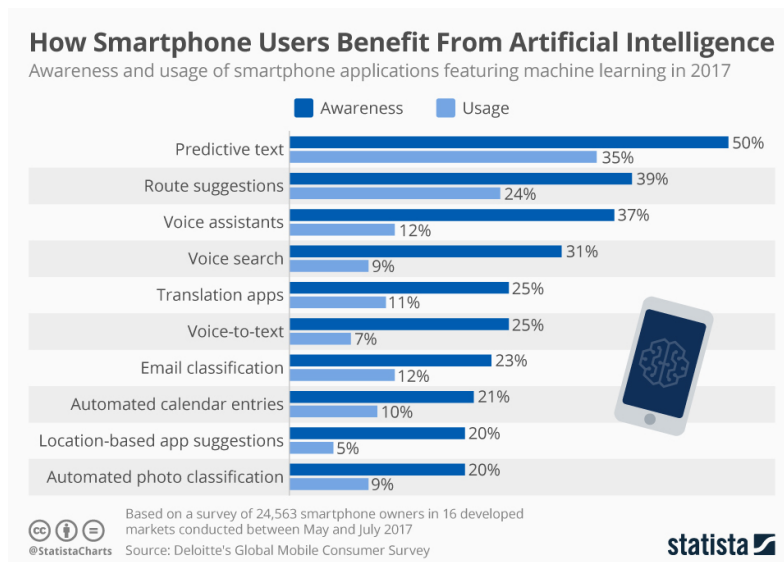 How Smartphone Users Benefit From Artificial Intelligence
Awareness and usage of smartphone applications featuring machine learning in 2017
Awareness Usage
Predictive text 50%
35%
Route suggestions 39%
24%
Voice assistants 37%
12%
Voice search 31%
9%
Translation apps 25%
11%
Voice-to-text 25%
7%
Email classification 23%
12%
Automated calendar entries 21%
10%
Location-based app suggestions 20%
5%
Automated photo classification 20%
9%
Based on a survey of 24,563 smartphone owners in 16 developed
markets conducted between May and July 2017
cc
@StatistaCharts Source: Deloitte's Global Mobile Consumer Survey
statista